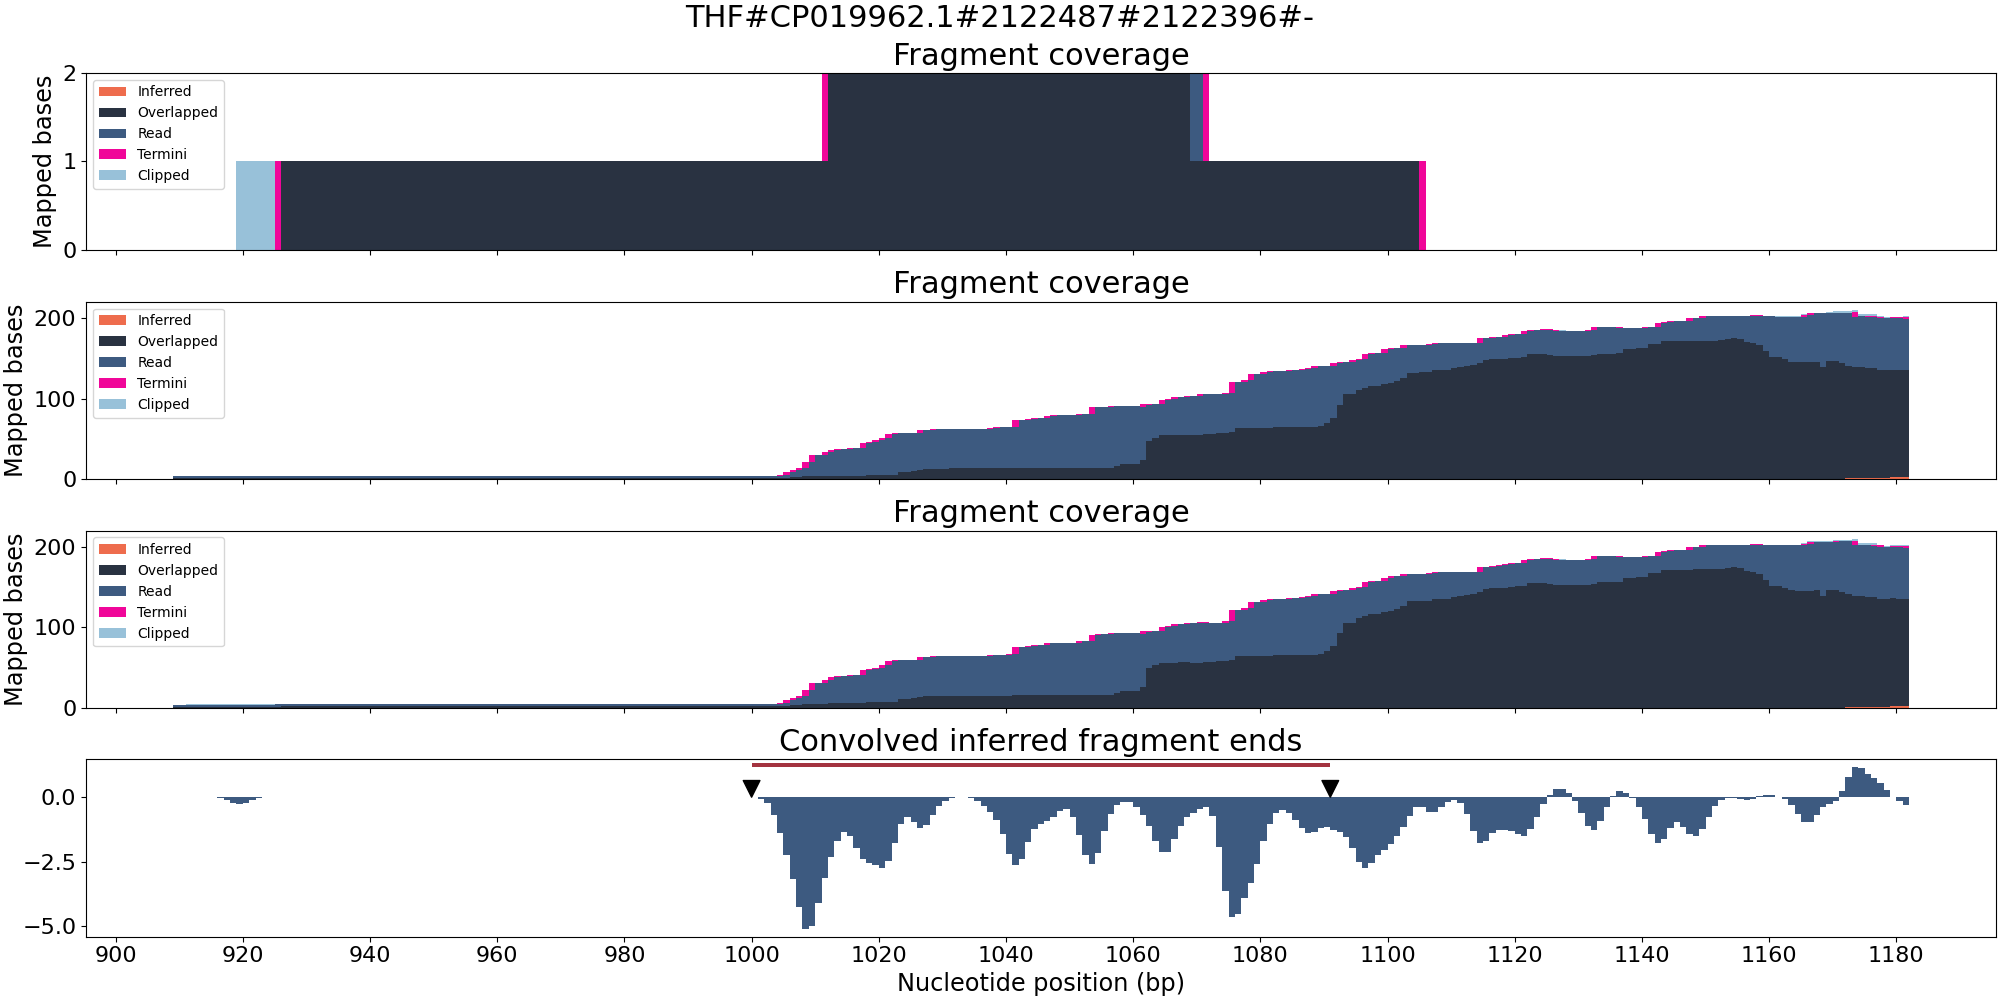 THF#CP019962.1#2122487#2122396#-
Fragment coverage
Mapped bases
2
1
0
Inferred
Overlapped
Read
Termini
Clipped
Fragment coverage
Mapped bases
200
100
0
Inferred
Overlapped
Read
Termini
Clipped
Fragment coverage
Mapped bases
200
100
0
Inferred
Overlapped
Read
Termini
Clipped
Convolved inferred fragment ends
0.0
−2.5
−5.0
900 920 940 960 980 1000 1020 1040 1060 1080 1100 1120 1140 1160 1180
Nucleotide position (bp)